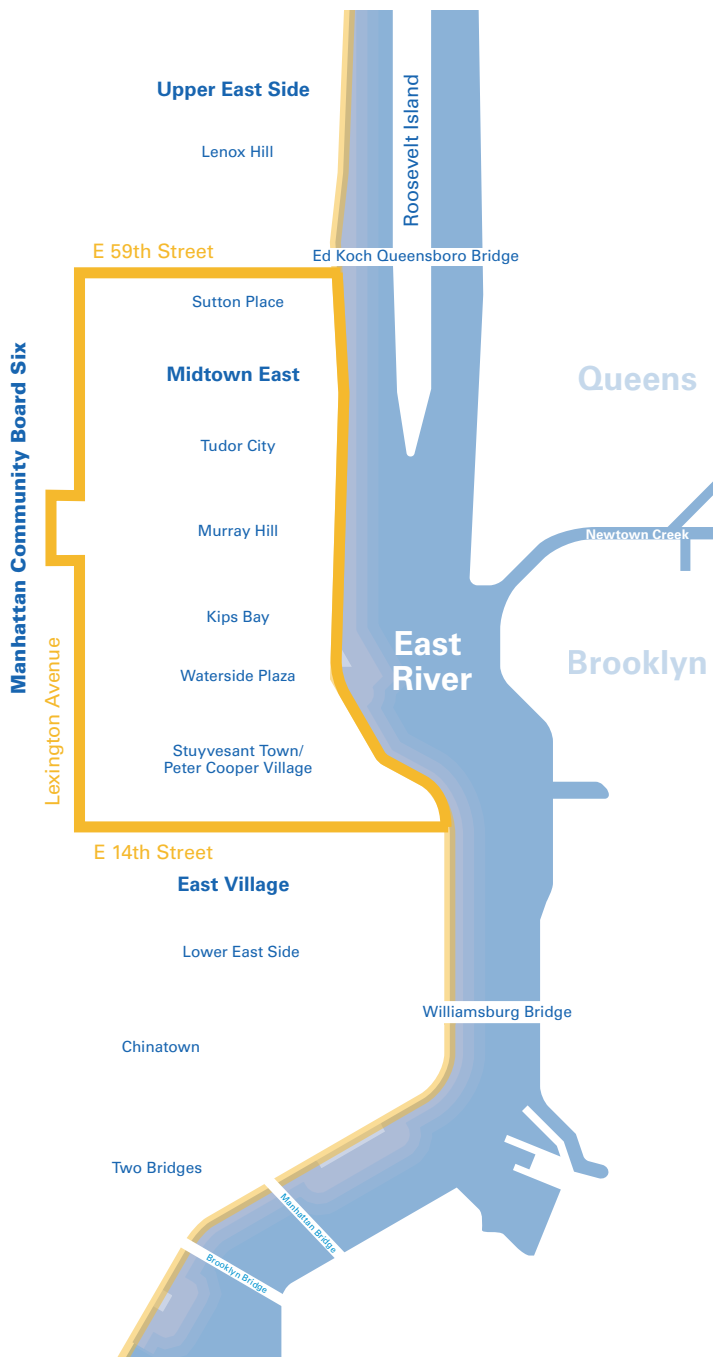 Upper East Side
Roosevelt Island
Lenox Hill
E 59th Street
Ed Koch Queensboro Bridge
Sutton Place
Manhattan Community Board Six
Midtown East
Queens
Tudor City
Murray Hill
Newtown Creek
Kips Bay
East
River
Brooklyn
Waterside Plaza
Lexington Avenue
Stuyvesant Town/
Peter Cooper Village
E 14th Street
East Village
Lower East Side
Williamsburg Bridge
Chinatown
Two Bridges
Manhattan Bridge
Brooklyn Bridge